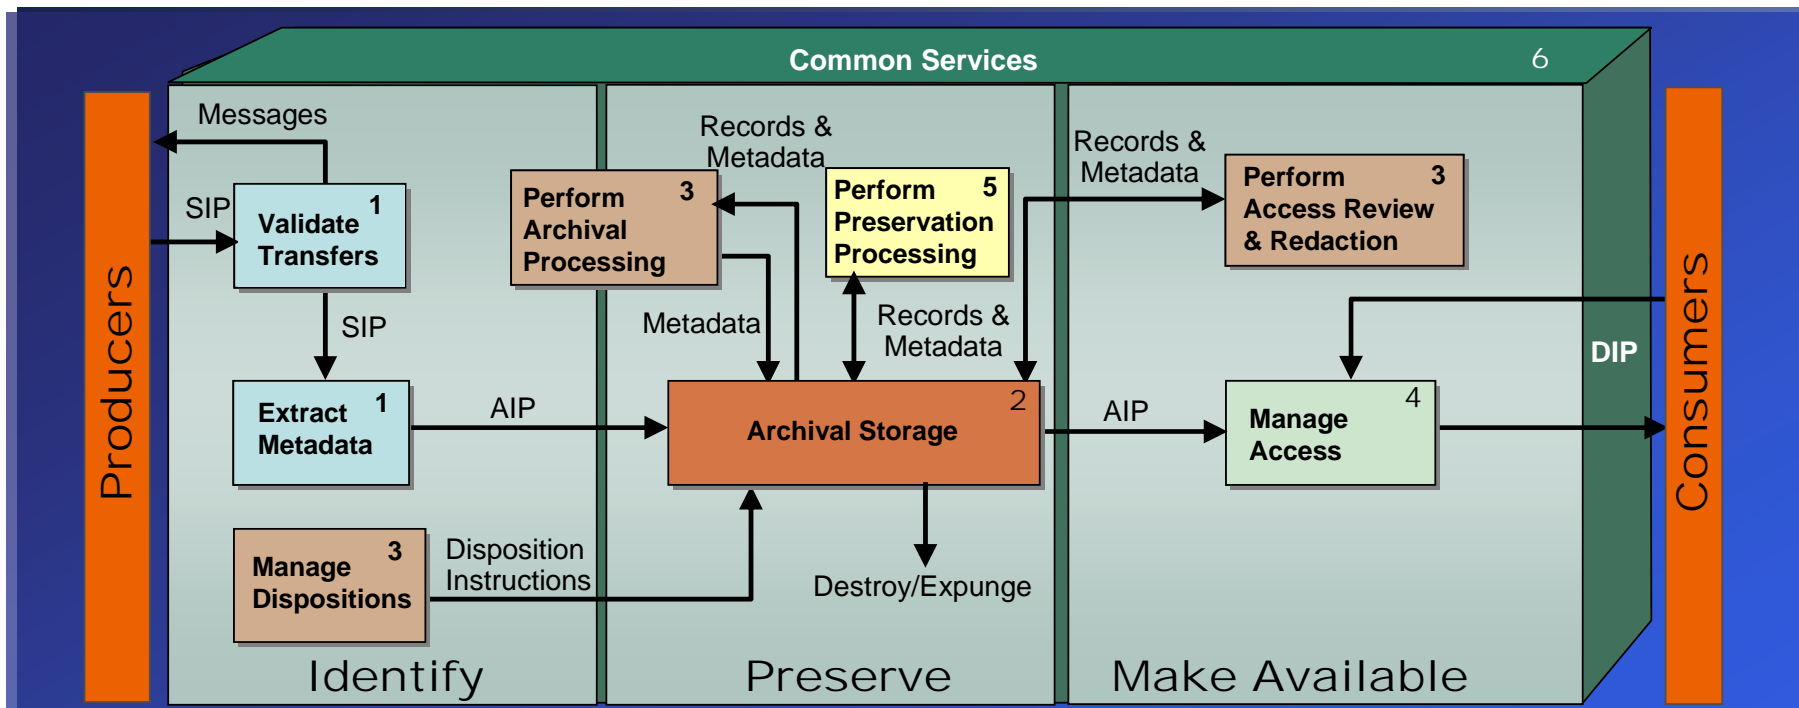 Common Services
6
Producers
Messages
SIP
1
Validate
Transfers
SIP
1
Extract
Metadata
AIP
3
Manage
Dispositions
Disposition
Instructions
Identify
3
Perform
Archival
Processing
Records &
Metadata
5
Perform
Preservation
Processing
Metadata
Records &
Metadata
2
Archival Storage
Destroy/Expunge
Preserve
Records &
Metadata
3
Perform
Access Review
& Redaction
AIP
4
Manage
Access
DIP
Make Available
Consumers